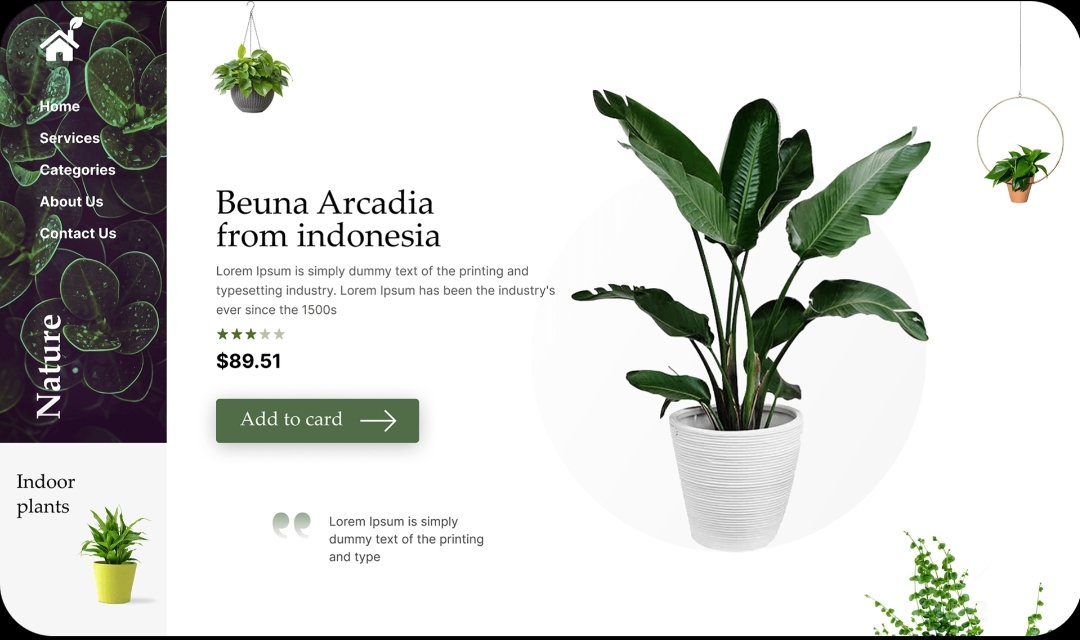 Home
Services
Categories
About Us
Contact Us
Nature
Indoor
plants
Beuna Arcadia
from indonesia
Lorem Ipsum is simply dummy text of the printing and
typesetting industry. Lorem Ipsum has been the industry's
ever since the 1500s
$89.51
Add to card
Lorem Ipsum is simply
dummy text of the printing
and type